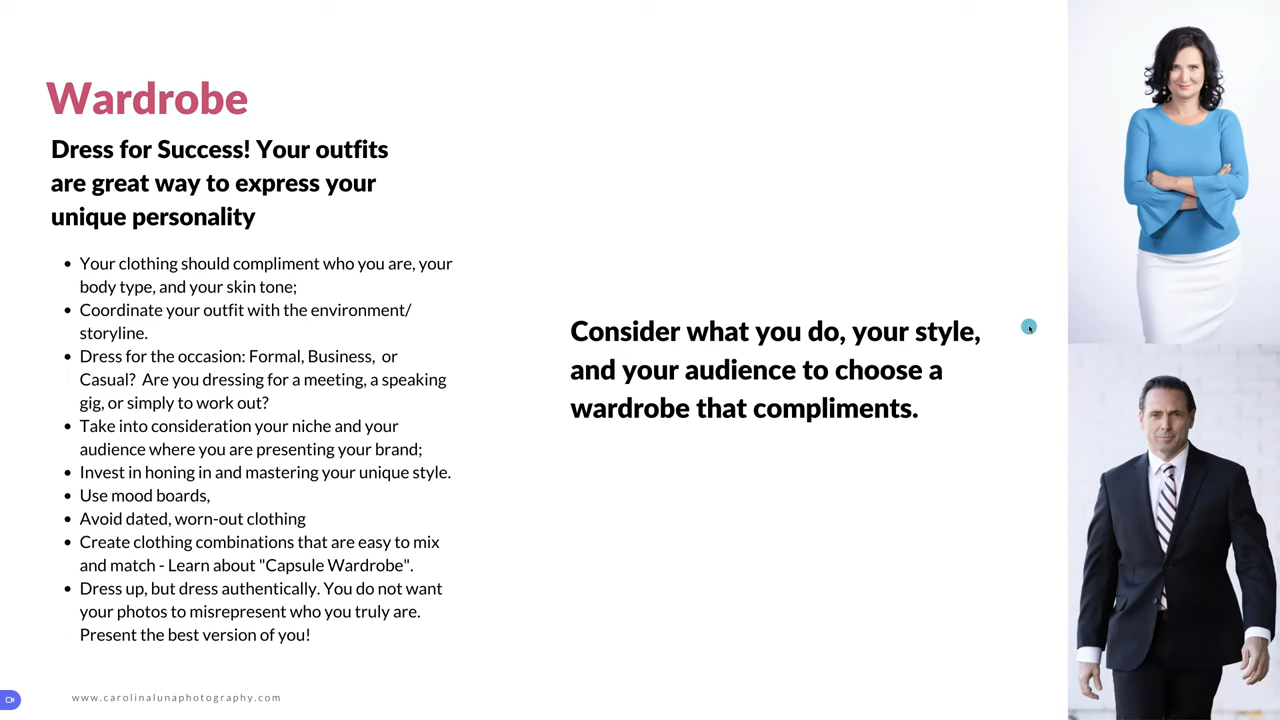 Wardrobe
Dress for Success! Your outfits
are great way to express your
unique personality
• Your clothing should compliment who you are, your
body type, and your skin tone;
• Coordinate your outfit with the environment/
storyline.
• Dress for the occasion: Formal, Business, or
Casual? Are you dressing for a meeting, a speaking
gig, or simply to work out?
• Take into consideration your niche and your
audience where you are presenting your brand;
• Invest in honing in and mastering your unique style.
• Use mood boards,
• Avoid dated, worn-out clothing
• Create clothing combinations that are easy to mix
and match - Learn about "Capsule Wardrobe".
• Dress up, but dress authentically. You do not want
your photos to misrepresent who you truly are.
Present the best version of you!
Consider what you do, your style,
and your audience to choose a
wardrobe that compliments.
www.carolinalunaphotography.com